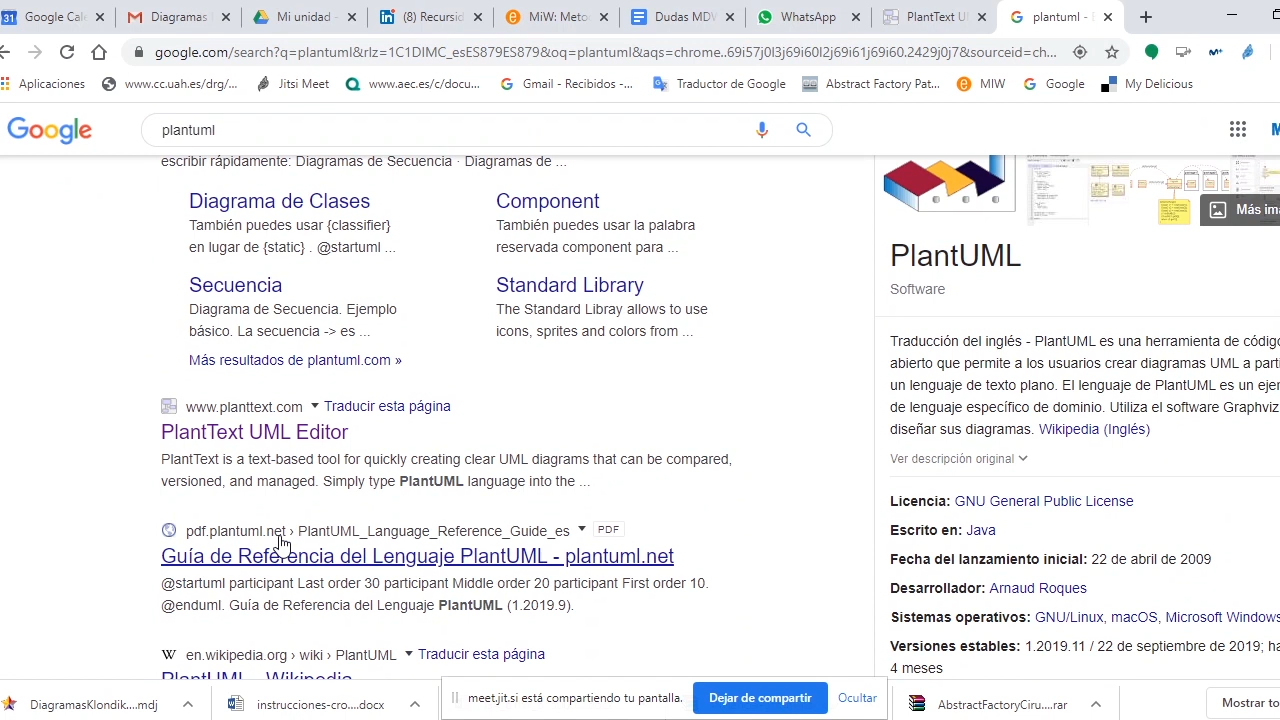 31 Google Cale
Diagramas
Mi unidad -
(8) Redacc
MiW: Metod
Dudas M
WhatsApp
PlantText U
plantuml -
google.com/search?q=plantuml&rlz=1C1DIMC_esES879ES879&oq=plantuml&aqs=chrome..69i57j0l3j69i60l2j69i61j69i60.2429j0j7&sourceid=ch...
Aplicaciones
www.cc.uah.es/drg/...
Jitsi Meet
www.aec.es/c/docu...
Gmail - Recibidos -...
Traductor de Google
Abstract Factory Pat...
MIW
Google
My Delicious
Google
plantuml
escribir rápidamente: Diagramas de Secuencia · Diagramas de ...
Diagrama de Clases
También puedes usar {classifier}
en lugar de {static} . @startuml ...
Component
También puedes usar la palabra
reservada component para ...
Secuencia
Diagrama de Secuencia. Ejemplo
básico. La secuencia -> es ...
Standard Library
The Standard Libray allows to use
icons, sprites and colors from ...
Más resultados de plantuml.com »
www.planttext.com Traducir esta página
PlantText UML Editor
PlantText is a text-based tool for quickly creating clear UML diagrams that can be compared,
versioned, and managed. Simply type PlantUML language into the ...
pdf.plantuml.net › PlantUML_Language_Reference_Guide_es PDF
Guía de Referencia del Lenguaje PlantUML - plantuml.net
@startuml participant Last order 30 participant Middle order 20 participant First order 10.
@enduml. Guía de Referencia del Lenguaje PlantUML (1.2019.9).
en.wikipedia.org › wiki › PlantUML Traducir esta página
PlantUML - Wikipedia
Más im
PlantUML
Software
Traducción del inglés - PlantUML es una herramienta de código
abierto que permite a los usuarios crear diagramas UML a parti
un lenguaje de texto plano. El lenguaje de PlantUML es un ejem
de lenguaje específico de dominio. Utiliza el software Graphviz
diseñar sus diagramas. Wikipedia (Inglés)
Ver descripción original
Licencia: GNU General Public License
Escrito en: Java
Fecha del lanzamiento inicial: 22 de abril de 2009
Desarrollador: Arnaud Roques
Sistemas operativos: GNU/Linux, macOS, Microsoft Windows
Versiones estables: 1.2019.11 / 22 de septiembre de 2019; ha
4 meses
DiagramasKlondik....mdj
instrucciones-cro....docx
meet.jit.si está compartiendo tu pantalla.
Dejar de compartir
Ocultar
AbstractFactoryCiru....rar
Mostrar to